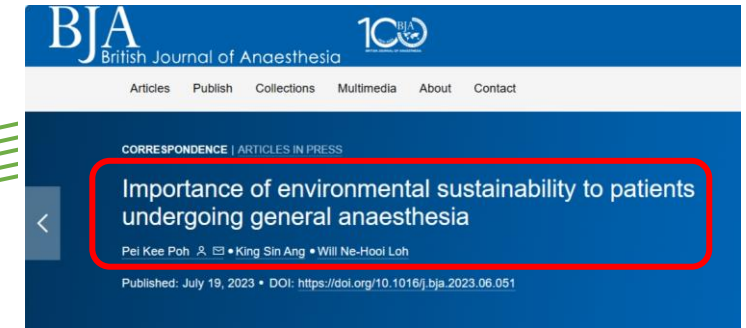 BJA
British Journal of Anaesthesia
100
BJA
Articles Publish Collections Multimedia About Contact
CORRESPONDENCE | ARTICLES IN PRESS
Importance of environmental sustainability to patients
undergoing general anaesthesia
Pei Kee Poh • King Sin Ang • Will Ne-Hooi Loh
Published: July 19, 2023 • DOI: https://doi.org/10.1016/j.bja.2023.06.051